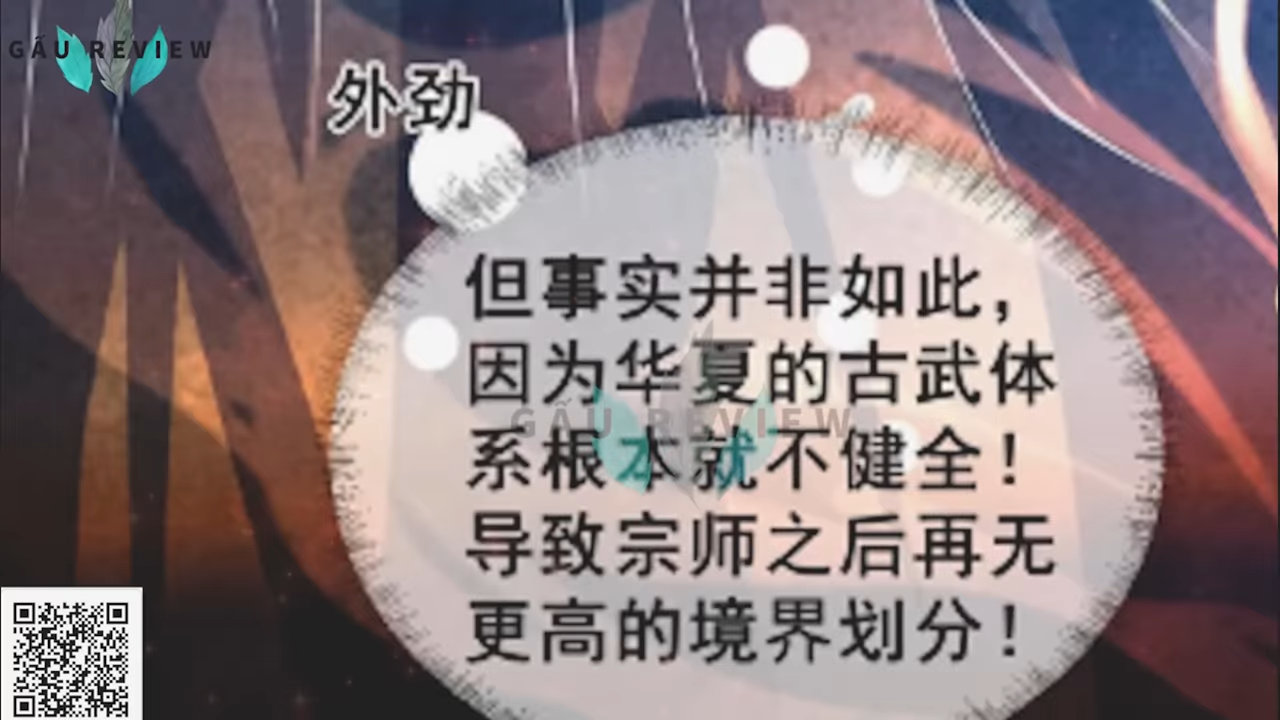 GẤU REVIEW
外劲
但事实并非如此，
因为华夏的古武体
GẤU REVIEW
系根本就不健全！
导致宗师之后再无
更高的境界划分！